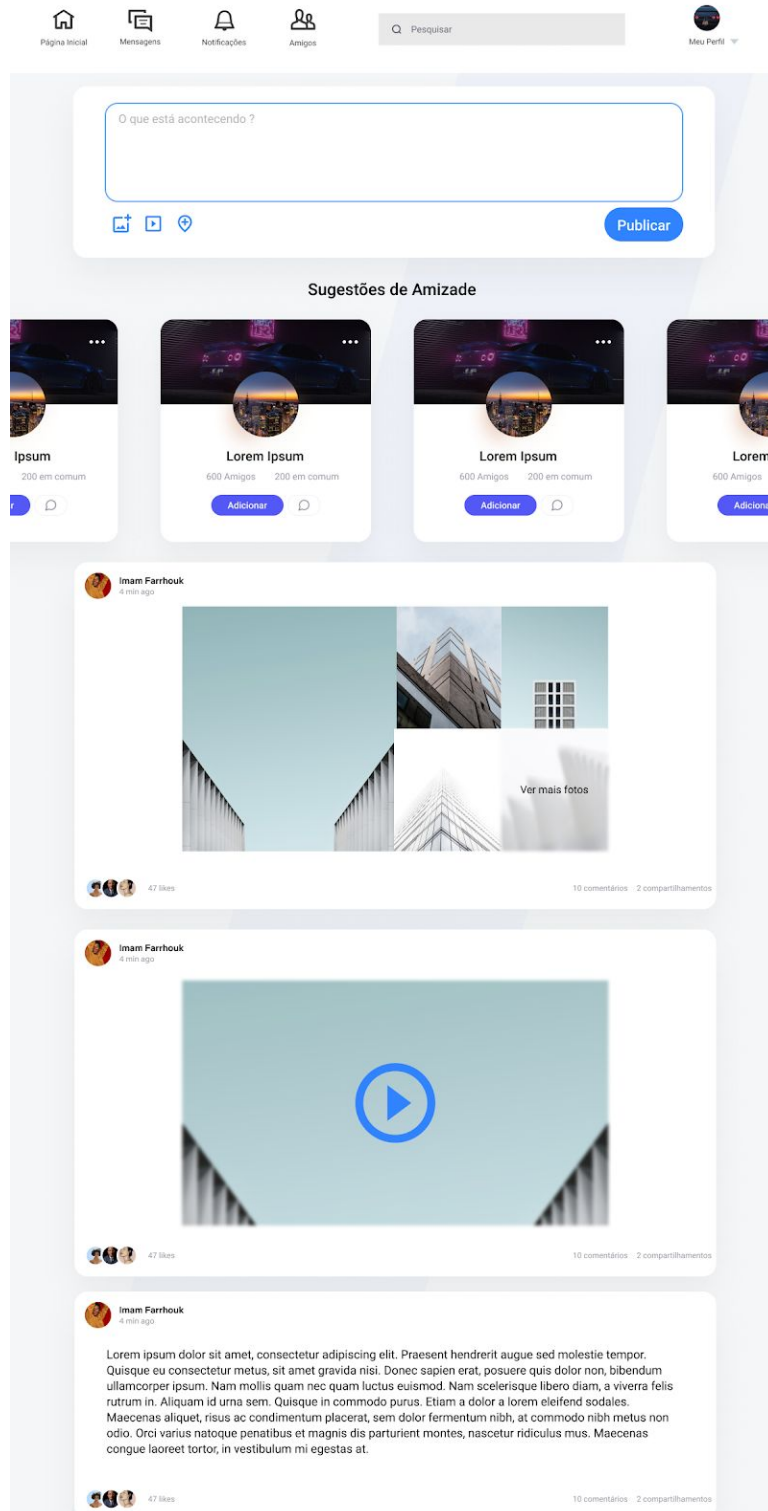 Página Inicial
Mensagens
Notificações
Amigos
Pesquisar
Meu Perfil
O que está acontecendo ?
Publicar
Sugestões de Amizade
Ipsum
200 em comum
r
Lorem Ipsum
600 Amigos 200 em comum
Adicionar
Lorem Ipsum
600 Amigos 200 em comum
Adicionar
Lorem
600 Amigos
Adiciona
Imam Farrhouk
4 min ago
Ver mais fotos
47 likes
10 comentários 2 compartilhamentos
Imam Farrhouk
4 min ago
47 likes
10 comentários 2 compartilhamentos
Imam Farrhouk
4 min ago
Lorem ipsum dolor sit amet, consectetur adipiscing elit. Praesent hendrerit augue sed molestie tempor.
Quisque eu consectetur metus, sit amet gravida nisi. Donec sapien erat, posuere quis dolor non, bibendum
ullamcorper ipsum. Nam mollis quam nec quam luctus euismod. Nam scelerisque libero diam, a viverra felis
rutrum in. Aliquam id urna sem. Quisque in commodo purus. Etiam a dolor a lorem eleifend sodales.
Maecenas aliquet, risus ac condimentum placerat, sem dolor fermentum nibh, at commodo nibh metus non
odio. Orci varius natoque penatibus et magnis dis parturient montes, nascetur ridiculus mus. Maecenas
congue laoreet tortor, in vestibulum mi egestas at.
47 likes
10 comentários 2 compartilhamentos